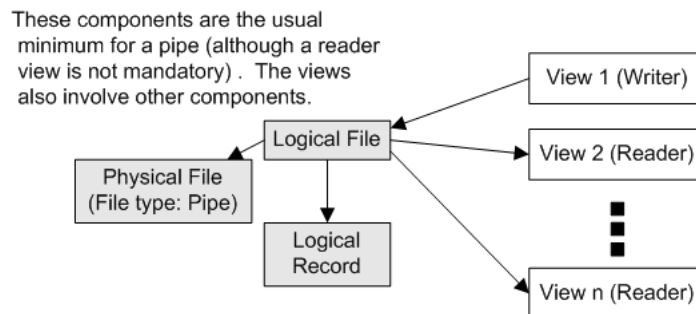 These components are the usual
minimum for a pipe (although a reader
view is not mandatory) .  The views
also involve other components.
View 1 (Writer)
Logical File
View 2 (Reader)
Physical File
(File type: Pipe)
Logical
Record
View n (Reader)